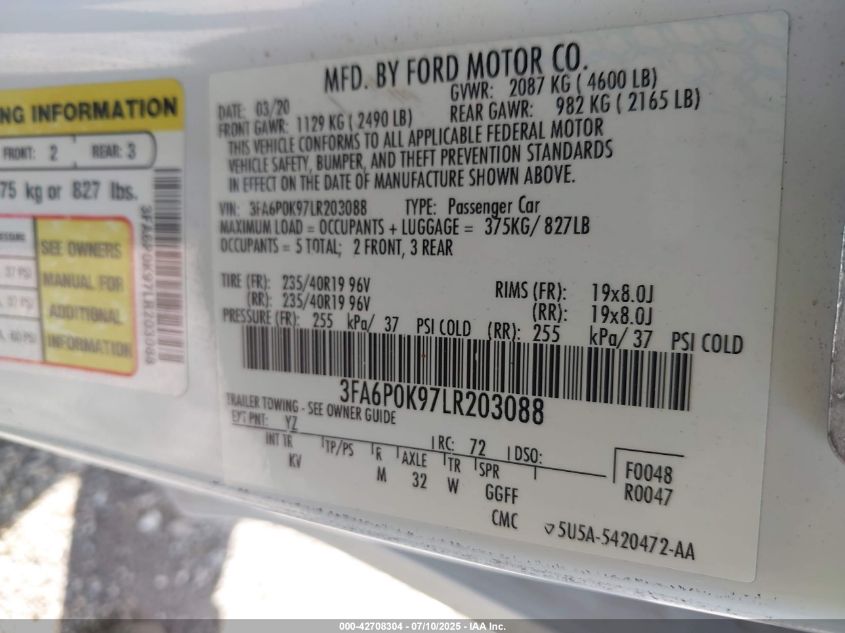 MFD. BY FORD MOTOR CO.
DATE: 03/20 GVWR: 2087 KG ( 4600 LB)
FRONT GAWR: 1129 KG ( 2490 LB) REAR GAWR: 982 KG ( 2165 LB)
THIS VEHICLE CONFORMS TO ALL APPLICABLE FEDERAL MOTOR
VEHICLE SAFETY, BUMPER, AND THEFT PREVENTION STANDARDS
IN EFFECT ON THE DATE OF MANUFACTURE SHOWN ABOVE.
VIN: 3FA6P0K97LR203088 TYPE: Passenger Car
MAXIMUM LOAD = OCCUPANTS + LUGGAGE = 375KG/ 827LB
OCCUPANTS = 5 TOTAL; 2 FRONT, 3 REAR
TIRE (FR): 235/40R19 96V RIMS (FR): 19x8.0J
(RR): 235/40R19 96V (RR): 19x8.0J
PRESSURE (FR): 255 kPa/ 37 PSI COLD (RR): 255 kPa/ 37 PSI COLD
3FA6P0K97LR203088
TRAILER TOWING - SEE OWNER GUIDE
EXT PNT: YZ RC: 72 DSO:
INT TR TP/PS R AXLE TR SPR
KV M 32 W GGFF
CMC
F0048
R0047
5U5A-5420472-AA
NG INFORMATION
FRONT: 2 REAR: 3
75 kg or 827 lbs.
SEE OWNERS
MANUAL FOR
ADDITIONAL
INFORMATION
37 PSI
37 PSI
60 PSI
3FA6P0K97LR203088
000-42708304 - 07/10/2025 - IAA Inc.